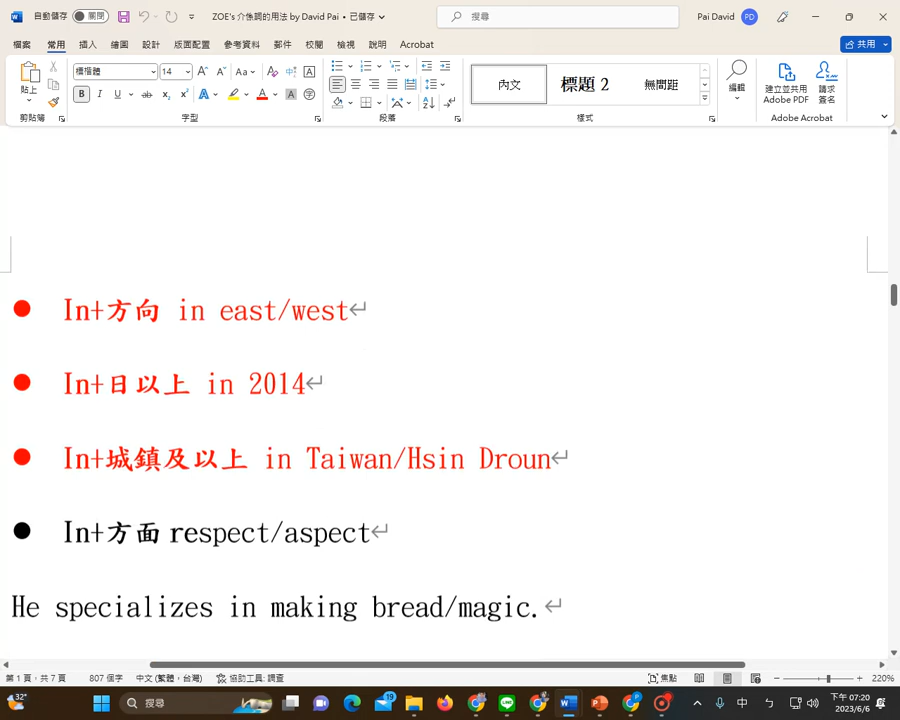 自動儲存 關閉 ZOE's 介係詞的用法 by David Pai • 已儲存 搜尋 Pai David PD
檔案 常用 插入 繪圖 設計 版面配置 參考資料 郵件 校閱 檢視 說明 Acrobat 共用
貼上 標楷體 14 A A Aa 內文 標題 2 無間距 編輯 建立並共用 Adobe PDF 請求簽名
B I U ab x₂ x² A A A 字
剪貼簿 字型 段落 樣式 Adobe Acrobat
In+方向 in east/west
In+日以上 in 2014
In+城鎮及以上 in Taiwan/Hsin Droun
In+方面 respect/aspect
He specializes in making bread/magic.
第 1 頁，共 7 頁 807 個字 中文 (繁體，台灣) 協助工具: 調查 焦點 220%
32° 搜尋 19 中 下午 07:20
2023/6/6